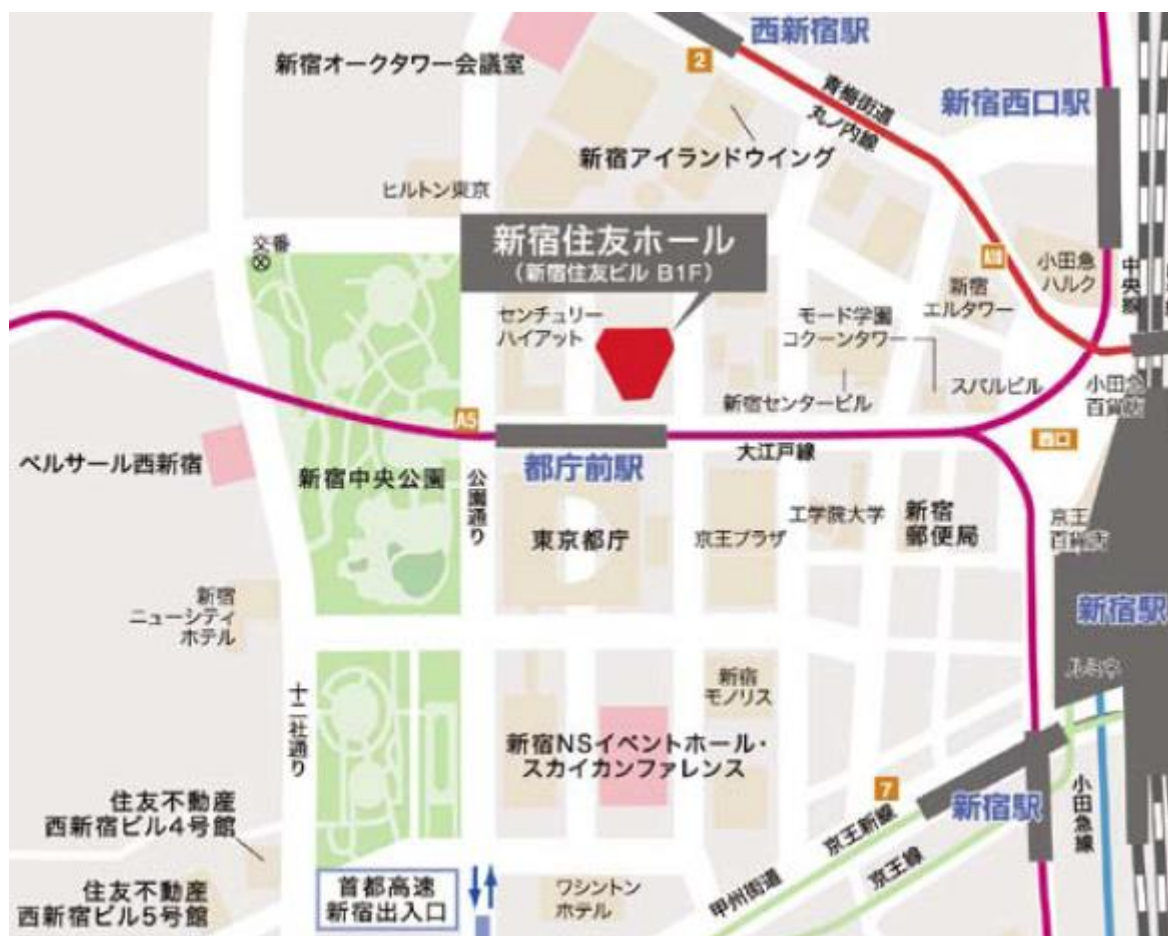 西新宿駅
新宿オークタワー会議室
2
青梅街道
丸ノ内線
新宿西口駅
新宿アイランドウイング
ヒルトン東京
交番
新宿住友ホール
(新宿住友ビル B1F)
小田急
ハルク
中央線
新宿
エルタワー
センチュリー
ハイアット
モード学園
コクーンタワー
スバルビル
小田急
百貨店
新宿センタービル
A5
西口
大江戸線
都庁前駅
ベルサール西新宿
新宿中央公園
公園通り
東京都庁
京王プラザ
工学院大学
新宿
郵便局
京王
百貨店
新宿
ニューシティ
ホテル
新宿駅
新宿
モノリス
十二社通り
新宿NSイベントホール・
スカイカンファレンス
7
新宿駅
小田急線
住友不動産
西新宿ビル4号館
京王新線
京王線
甲州街道
住友不動産
西新宿ビル5号館
首都高速
新宿出入口
ワシントン
ホテル